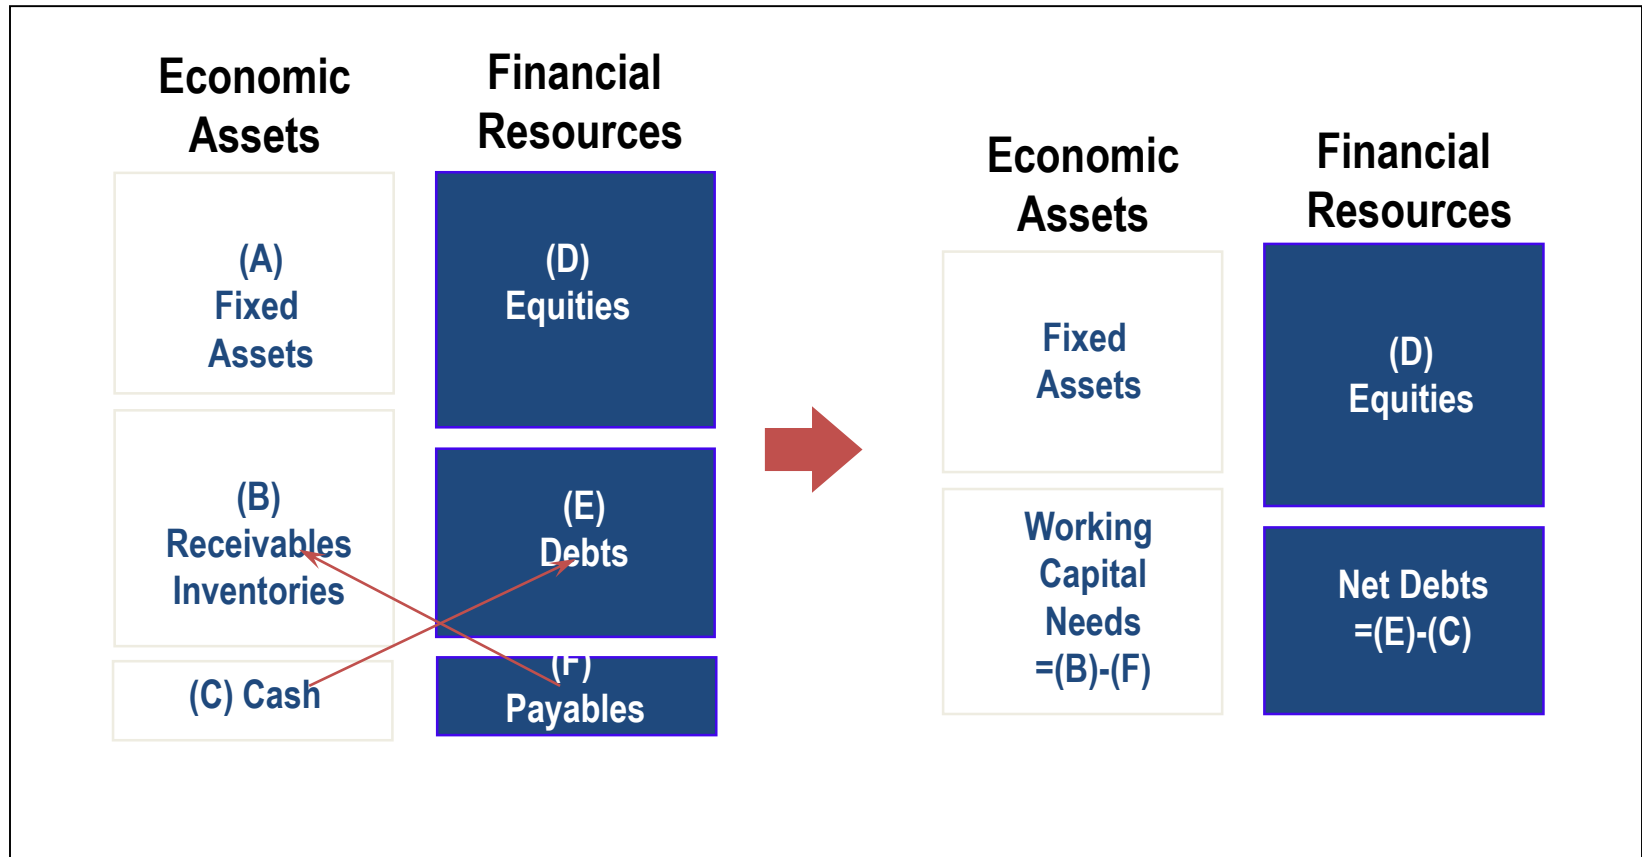 Economic
Assets
Financial
Resources
(A)
Fixed
Assets
(D)
Equities
(B)
Receivables
Inventories
(E)
Debts
(C) Cash
(F)
Payables
Economic
Assets
Financial
Resources
Fixed
Assets
(D)
Equities
Working
Capital
Needs
=(B)-(F)
Net Debts
=(E)-(C)